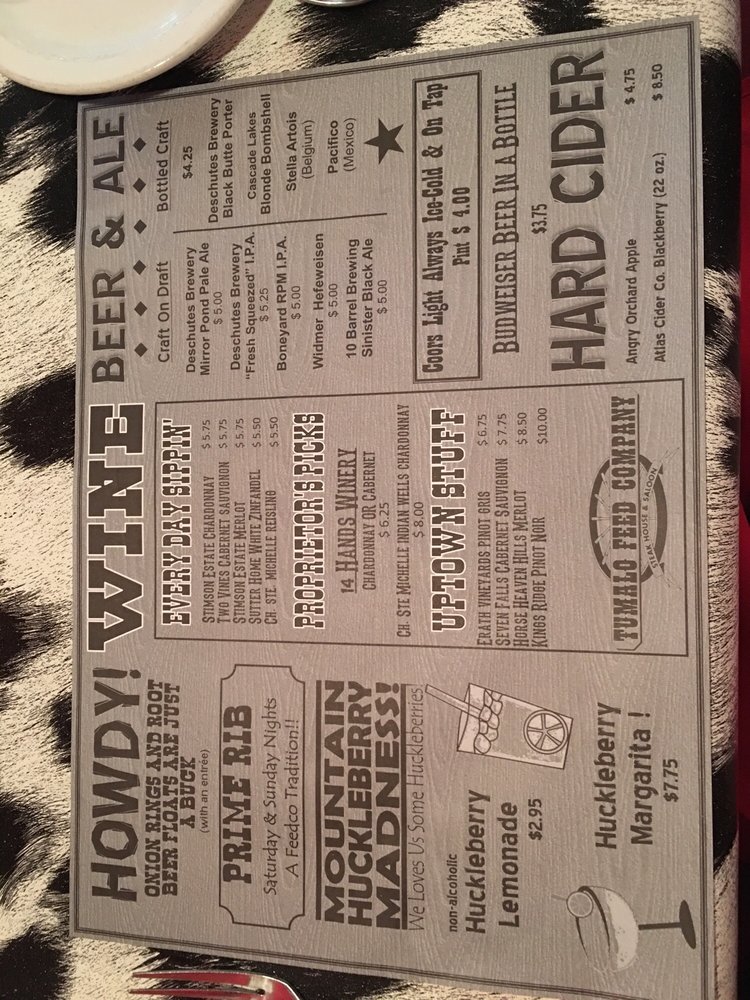 HOWDY!
ONION RINGS AND ROOT
BEER FLOATS ARE JUST
A BUCK
(with an entrée)
PRIME RIB
Saturday & Sunday Nights
A Feedco Tradition!!
MOUNTAIN
HUCKLEBERRY
MADNESS!
We Loves Us Some Huckleberries
non-alcoholic
Huckleberry
Lemonade
$2.95
Huckleberry
Margarita !
$7.75
WINE
EVERY DAY SIPPIN'
STIMSON ESTATE CHARDONNAY $ 5.75
TWO VINES CABERNET SAUVIGNON $ 5.75
STIMSON ESTATE MERLOT $ 5.75
SUTTER HOME WHITE ZINFANDEL $ 5.50
CH. STE. MICHELLE REISLING $ 5.50
PROPRIETOR'S PICKS
14 HANDS WINERY
CHARDONNAY OR CABERNET
$ 6.25
CH. STE MICHELLE INDIAN WELLS CHARDONNAY
$ 8.00
UPTOWN STUFF
ERATH VINEYARDS PINOT GRIS $ 6.75
SEVEN FALLS CABERNET SAUVIGNON $ 7.75
HORSE HEAVEN HILLS MERLOT $ 8.50
KINGS RIDGE PINOT NOIR $10.00
TUMALO FEED COMPANY
STEAK HOUSE & SALOON
BEER & ALE
Craft On Draft
Deschutes Brewery
Mirror Pond Pale Ale
$ 5.00
Deschutes Brewery
"Fresh Squeezed" I.P.A.
$ 5.25
Boneyard RPM I.P.A.
$ 5.00
Widmer Hefeweisen
$ 5.00
10 Barrel Brewing
Sinister Black Ale
$ 5.00
Bottled Craft
$4.25
Deschutes Brewery
Black Butte Porter
Cascade Lakes
Blonde Bombshell
Stella Artois
(Belgium)
Pacifico
(Mexico)
Coors Light Always Ice-Cold & On Tap
Pint $ 4.00
BUDWEISER BEER IN A BOTTLE
$3.75
HARD CIDER
Angry Orchard Apple $ 4.75
Atlas Cider Co. Blackberry (22 oz.) $ 8.50